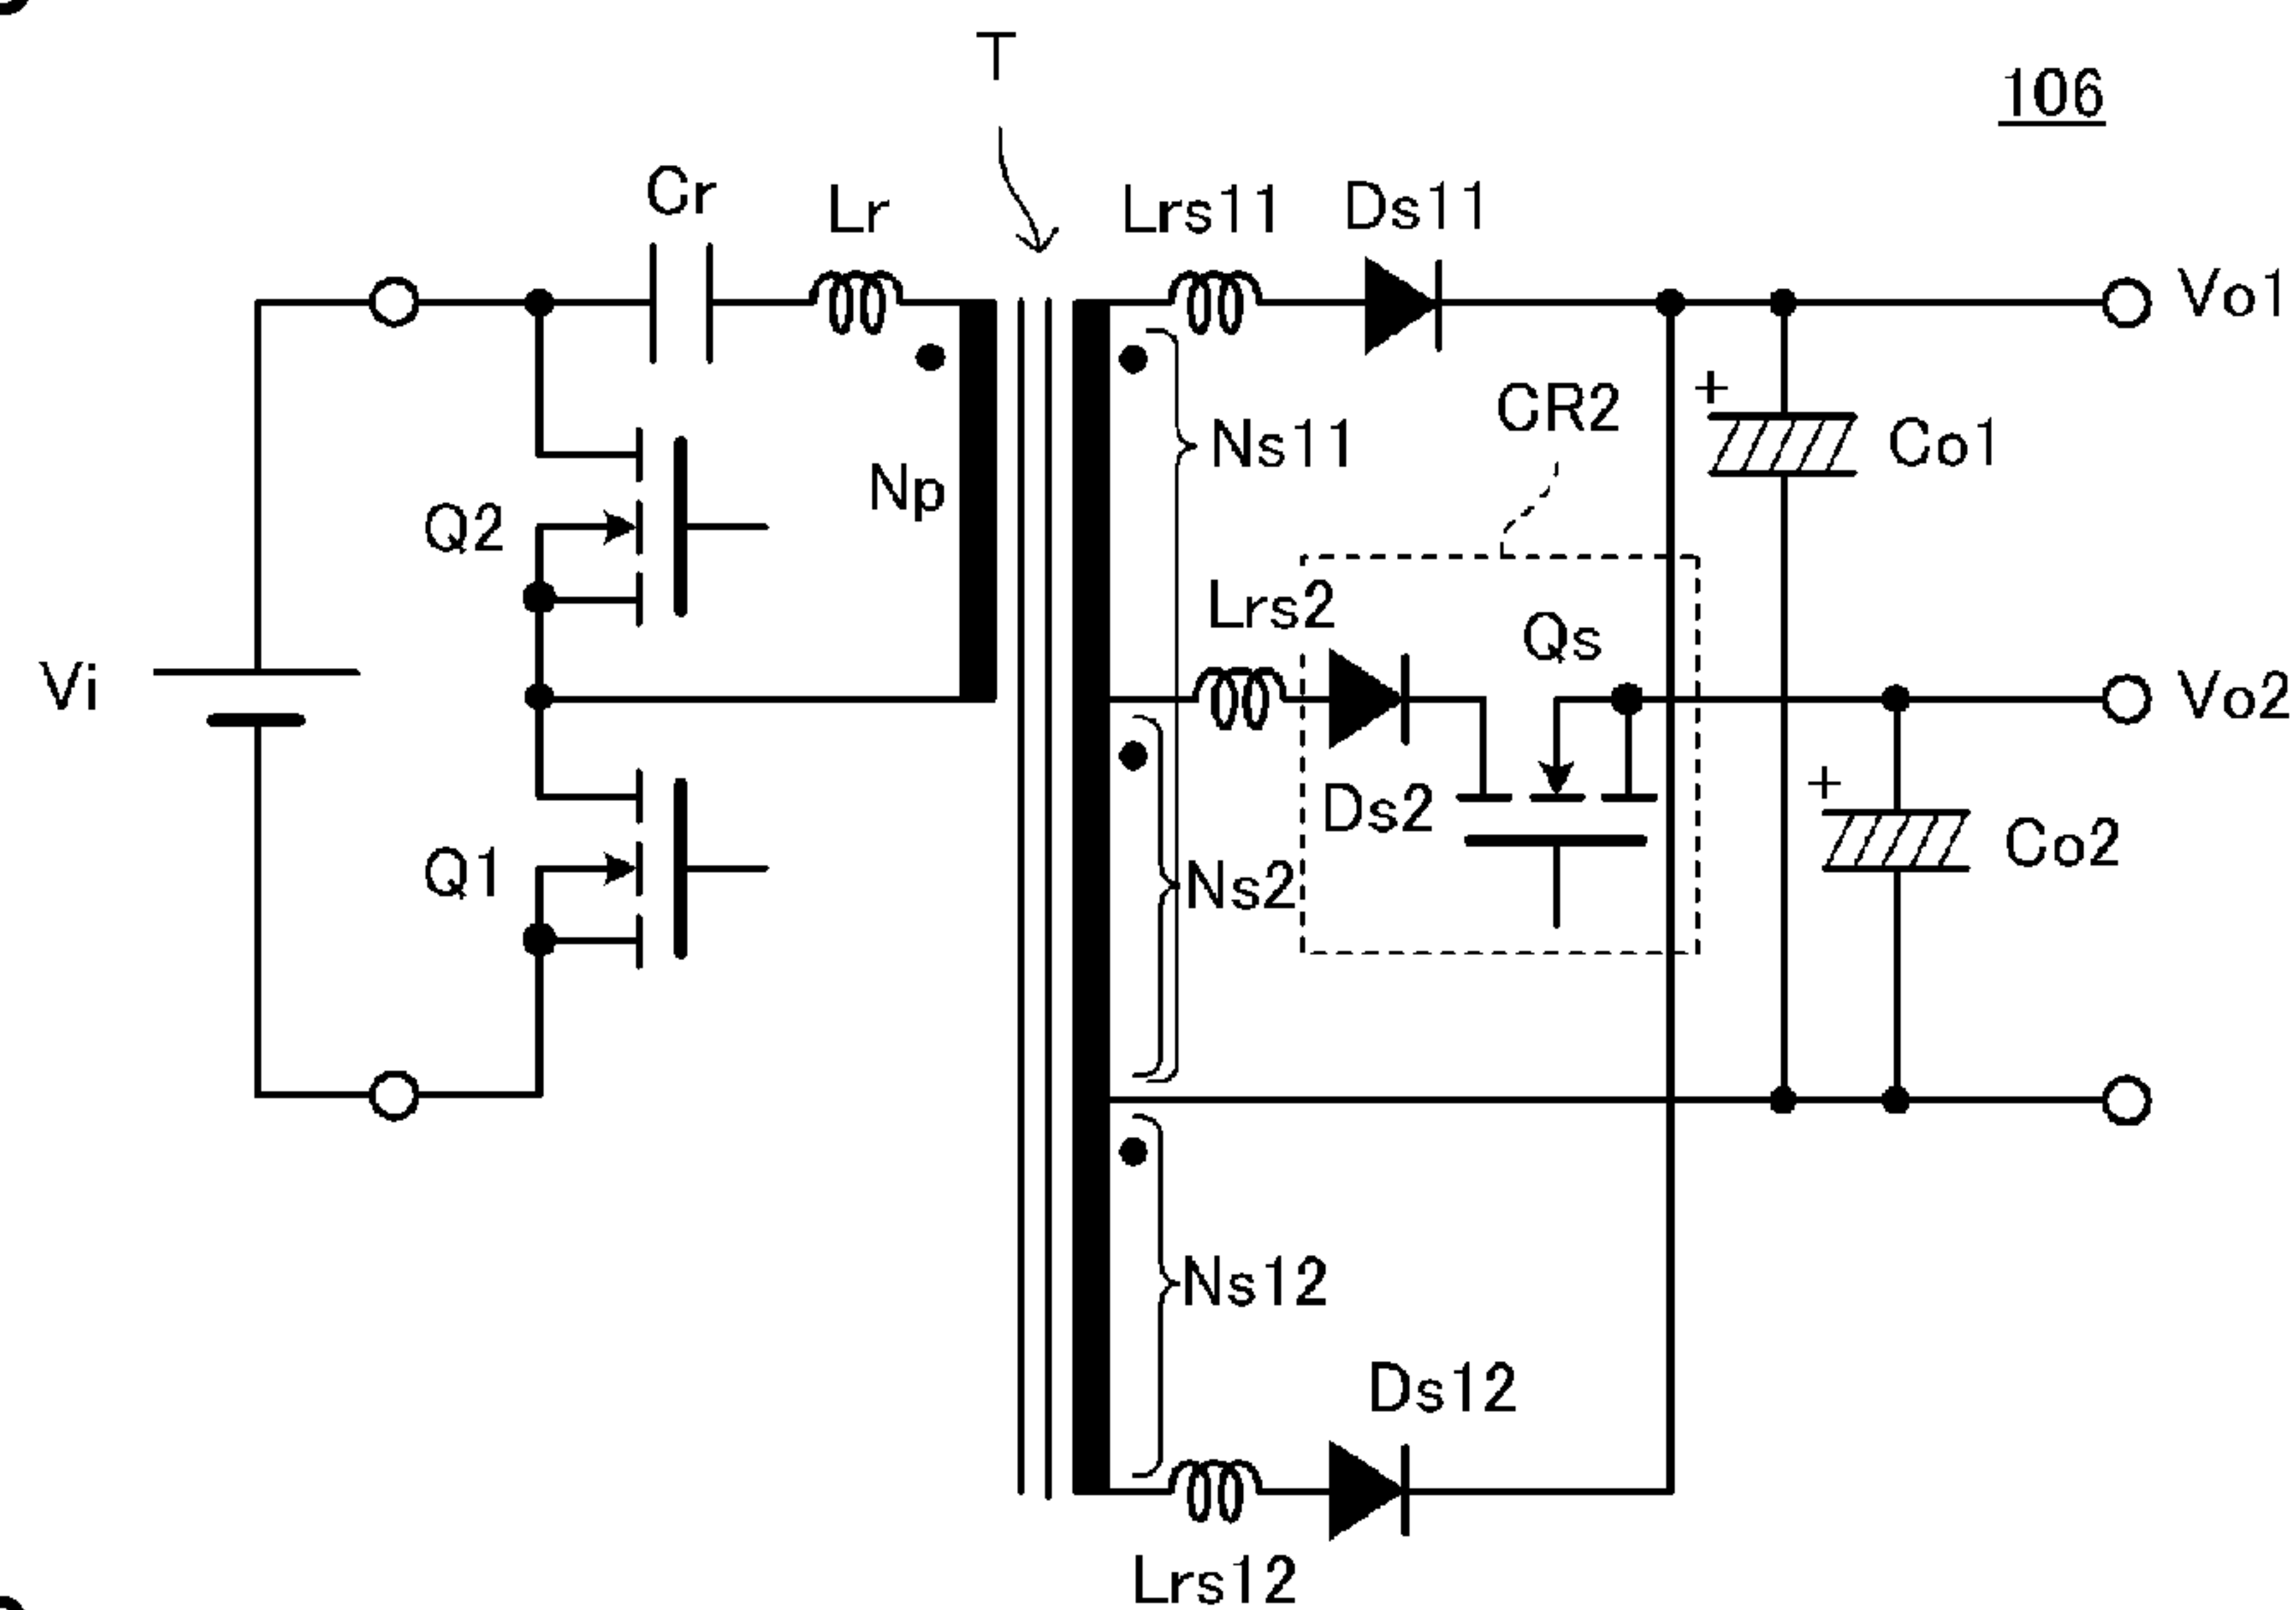 T
106
Cr
Lr
Lrs11
Ds11
Vo1
+
CR2
Ns11
Co1
Np
Q2
Lrs2
Qs
Vi
Vo2
+
Ds2
Co2
Q1
Ns2
Ns12
Ds12
Lrs12